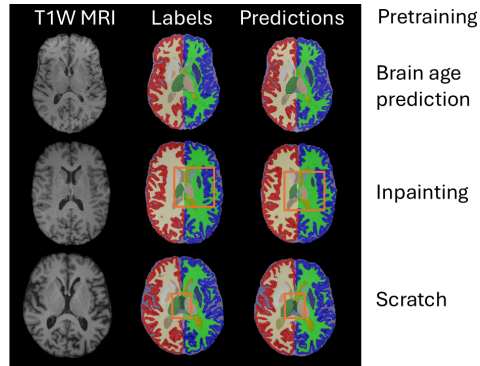 T1W MRI Labels Predictions Pretraining
Brain age
prediction
Inpainting
Scratch